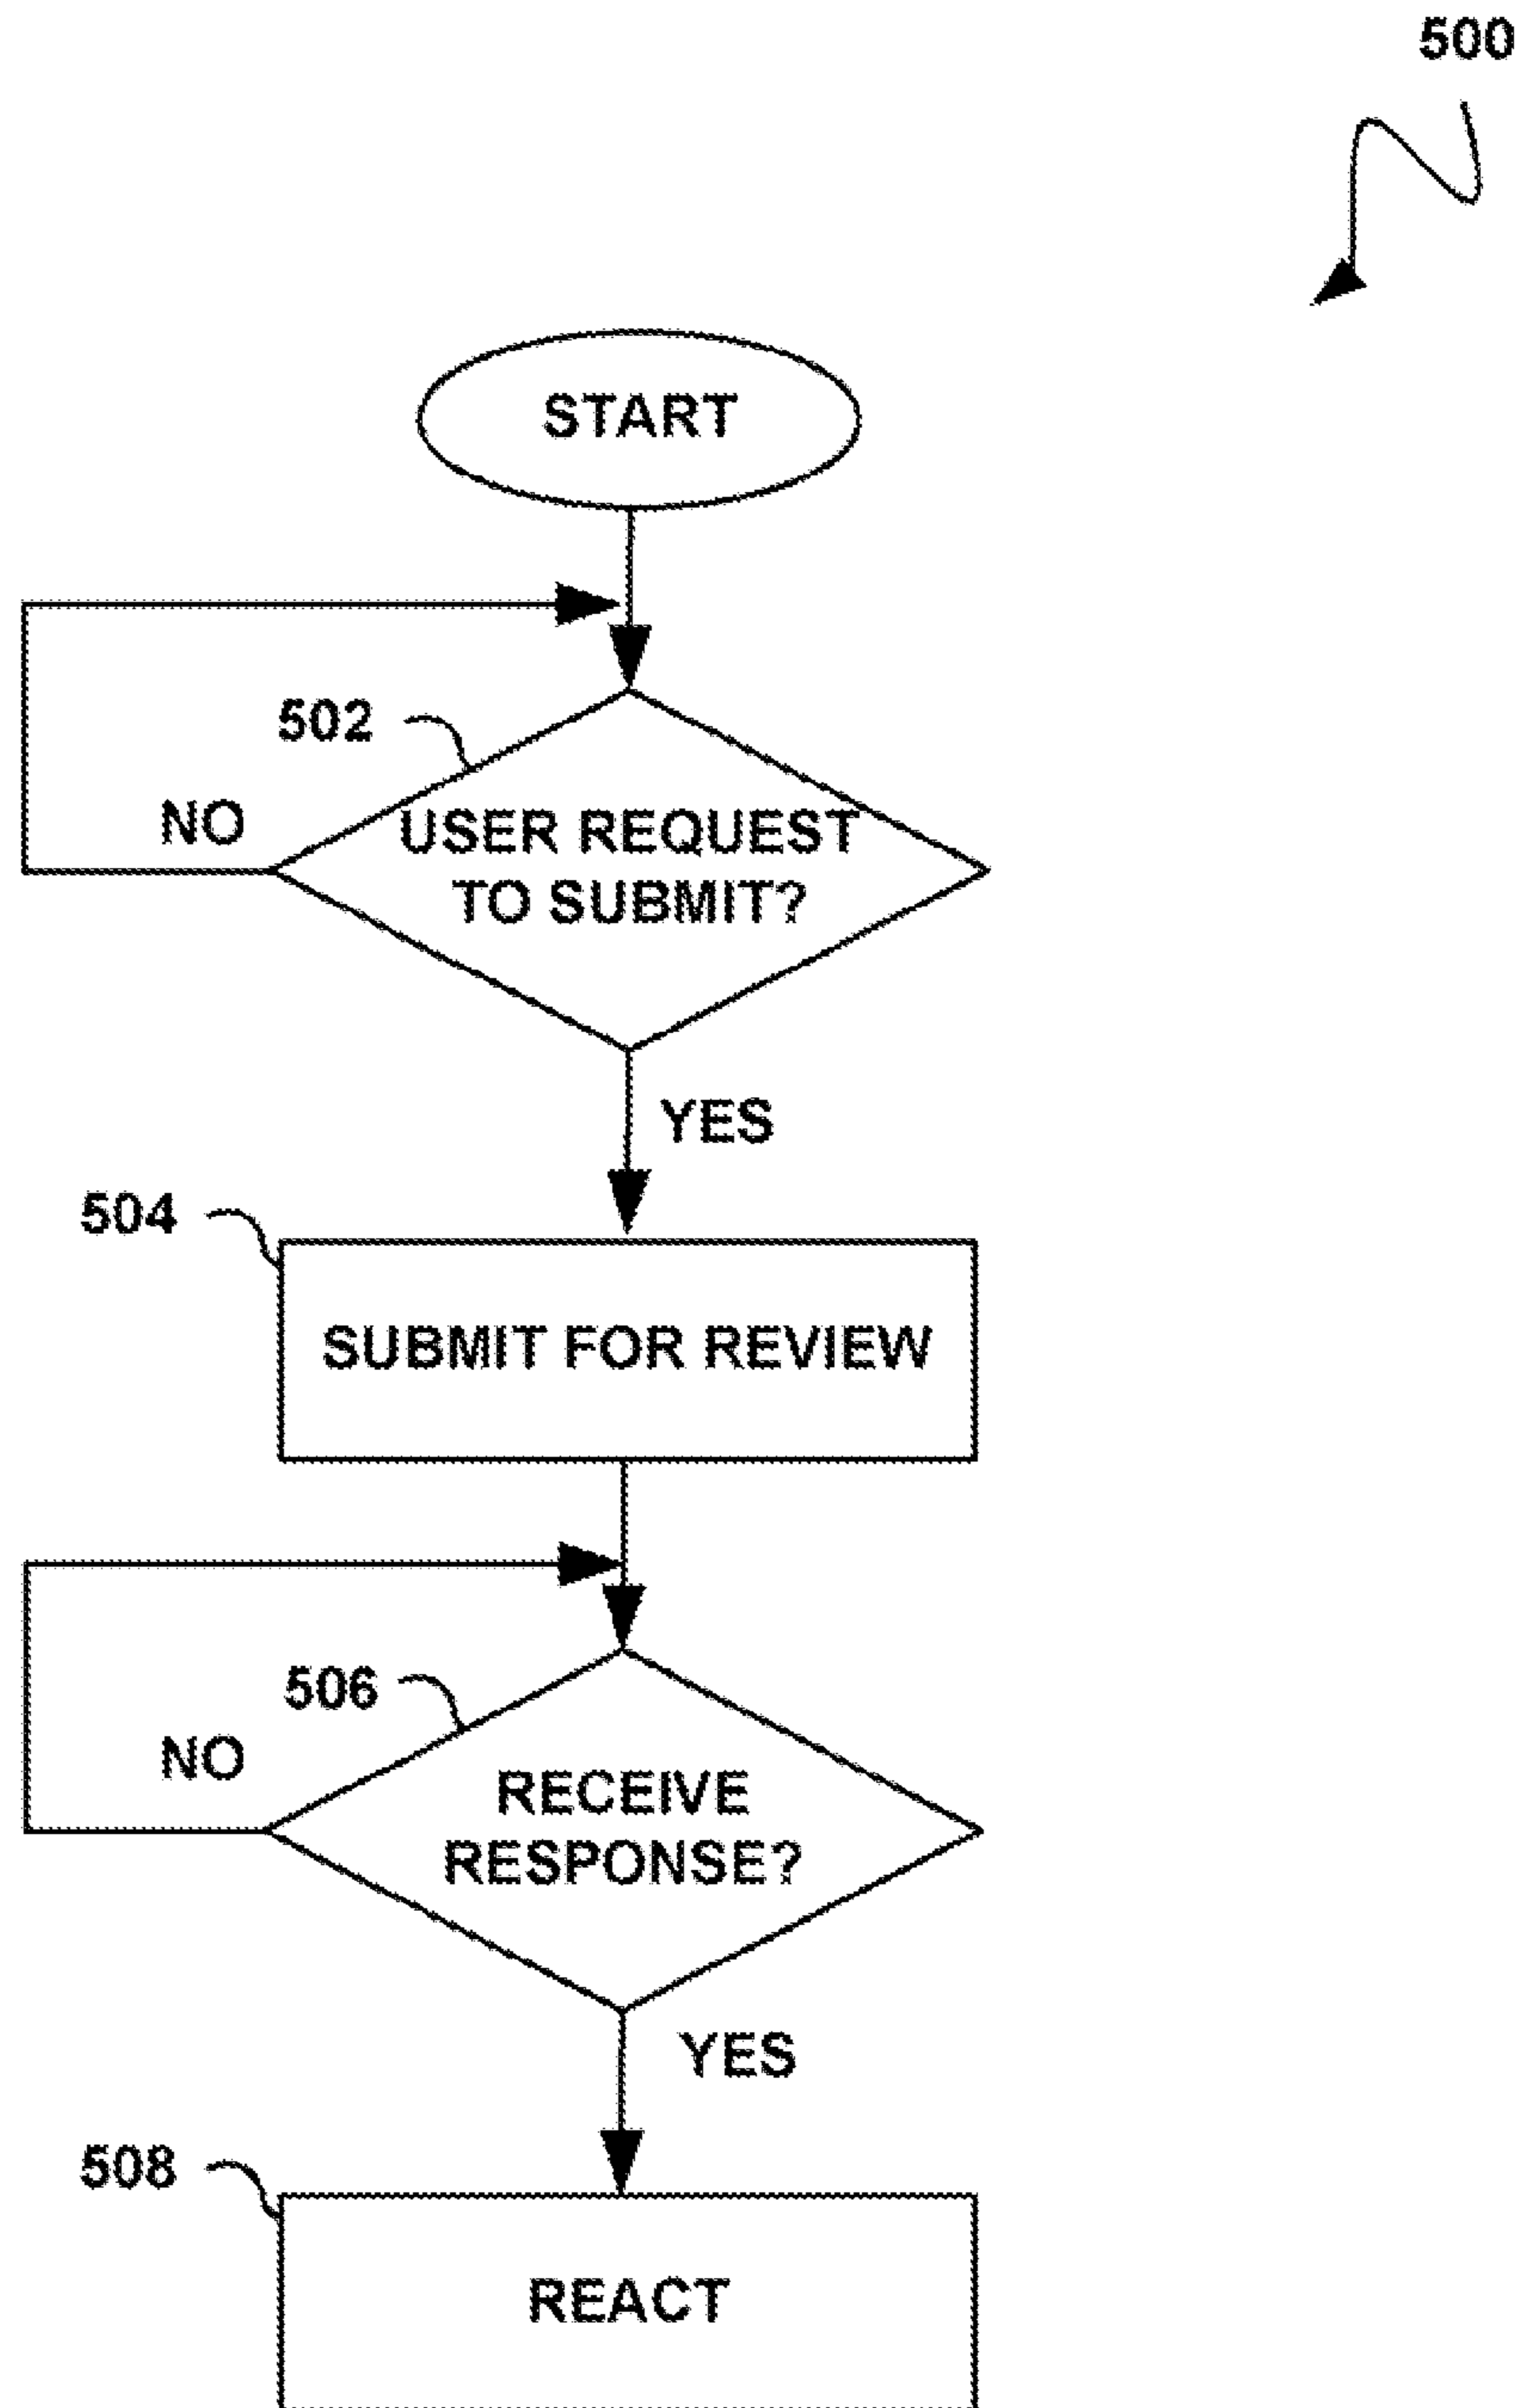 500
START
502
NO
USER REQUEST
TO SUBMIT?
YES
504
SUBMIT FOR REVIEW
506
NO
RECEIVE
RESPONSE?
YES
508
REACT